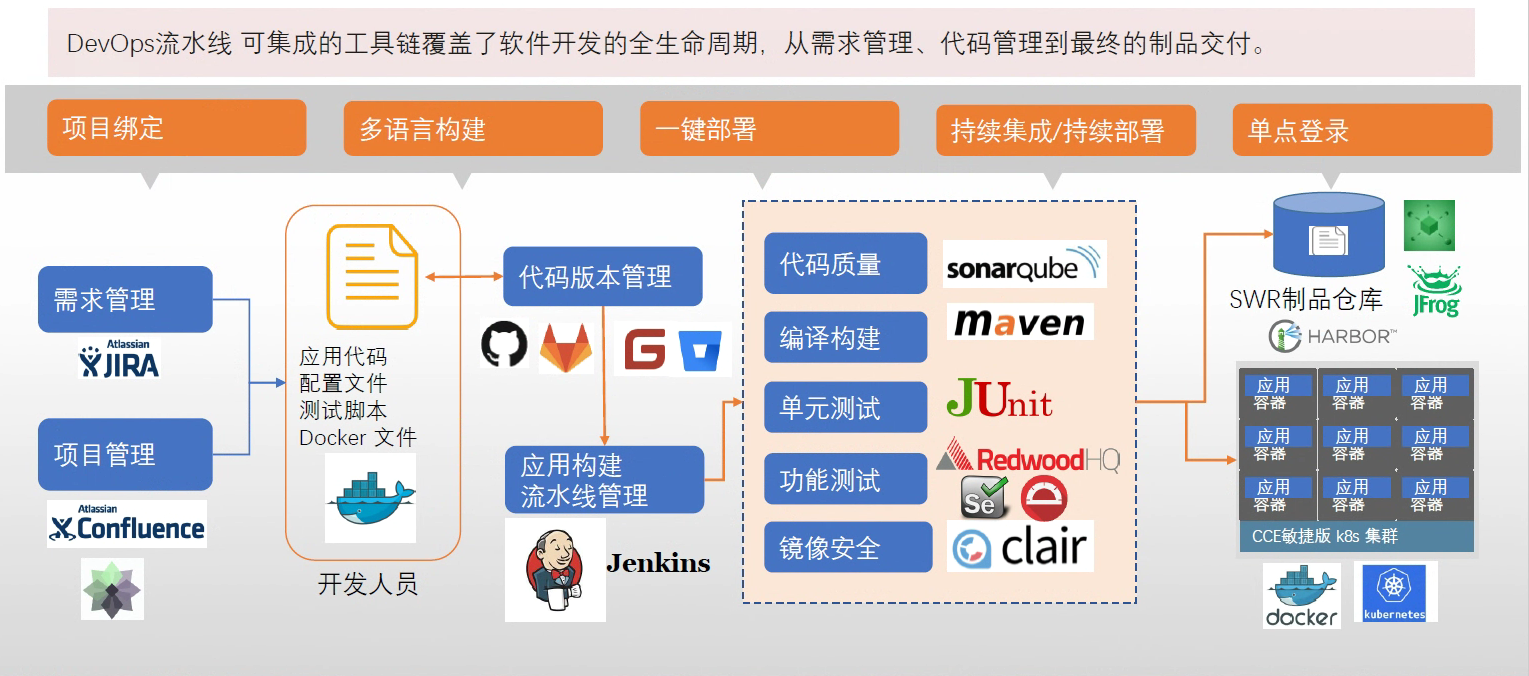 DevOps流水线 可集成的工具链覆盖了软件开发的全生命周期，从需求管理、代码管理到最终的制品交付。
项目绑定
多语言构建
一键部署
持续集成/持续部署
单点登录
需求管理
Atlassian
JIRA
项目管理
Atlassian
Confluence
应用代码
配置文件
测试脚本
Docker 文件
开发人员
代码版本管理
G
应用构建
流水线管理
Jenkins
代码质量
sonarqube
编译构建
maven
单元测试
JUnit
功能测试
RedwoodHQ
Se
镜像安全
clair
SWR制品仓库
JFrog
HARBOR™
应用
容器
应用
容器
应用
容器
应用
容器
应用
容器
应用
容器
应用
容器
应用
容器
应用
容器
CCE敏捷版 k8s 集群
docker
kubernetes